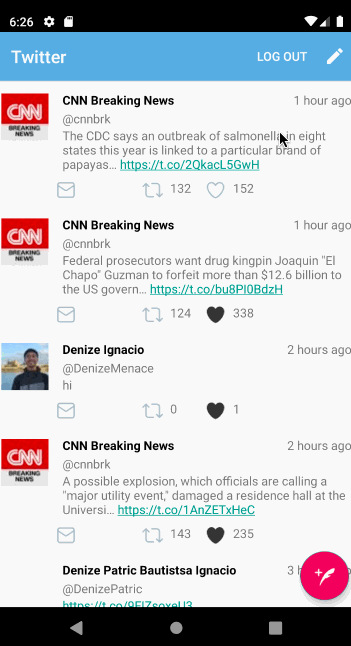 6:26
Twitter LOG OUT
CNN
BREAKING
NEWS
CNN Breaking News 1 hour ago
@cnnbrk
The CDC says an outbreak of salmonella in eight
states this year is linked to a particular brand of
papayas… https://t.co/2QkacL5GwH
132 152
CNN
BREAKING
NEWS
CNN Breaking News 1 hour ago
@cnnbrk
Federal prosecutors want drug kingpin Joaquin "El
Chapo" Guzman to forfeit more than $12.6 billion to
the US govern… https://t.co/bu8Pl0BdzH
124 338
Denize Ignacio 2 hours ago
@DenizeMenace
hi
0 1
CNN
BREAKING
NEWS
CNN Breaking News 2 hours ago
@cnnbrk
A possible explosion, which officials are calling a
"major utility event," damaged a residence hall at the
Universi… https://t.co/1AnZETxHeC
143 235
Denize Patric Bautistsa Ignacio 3
@DenizPatric